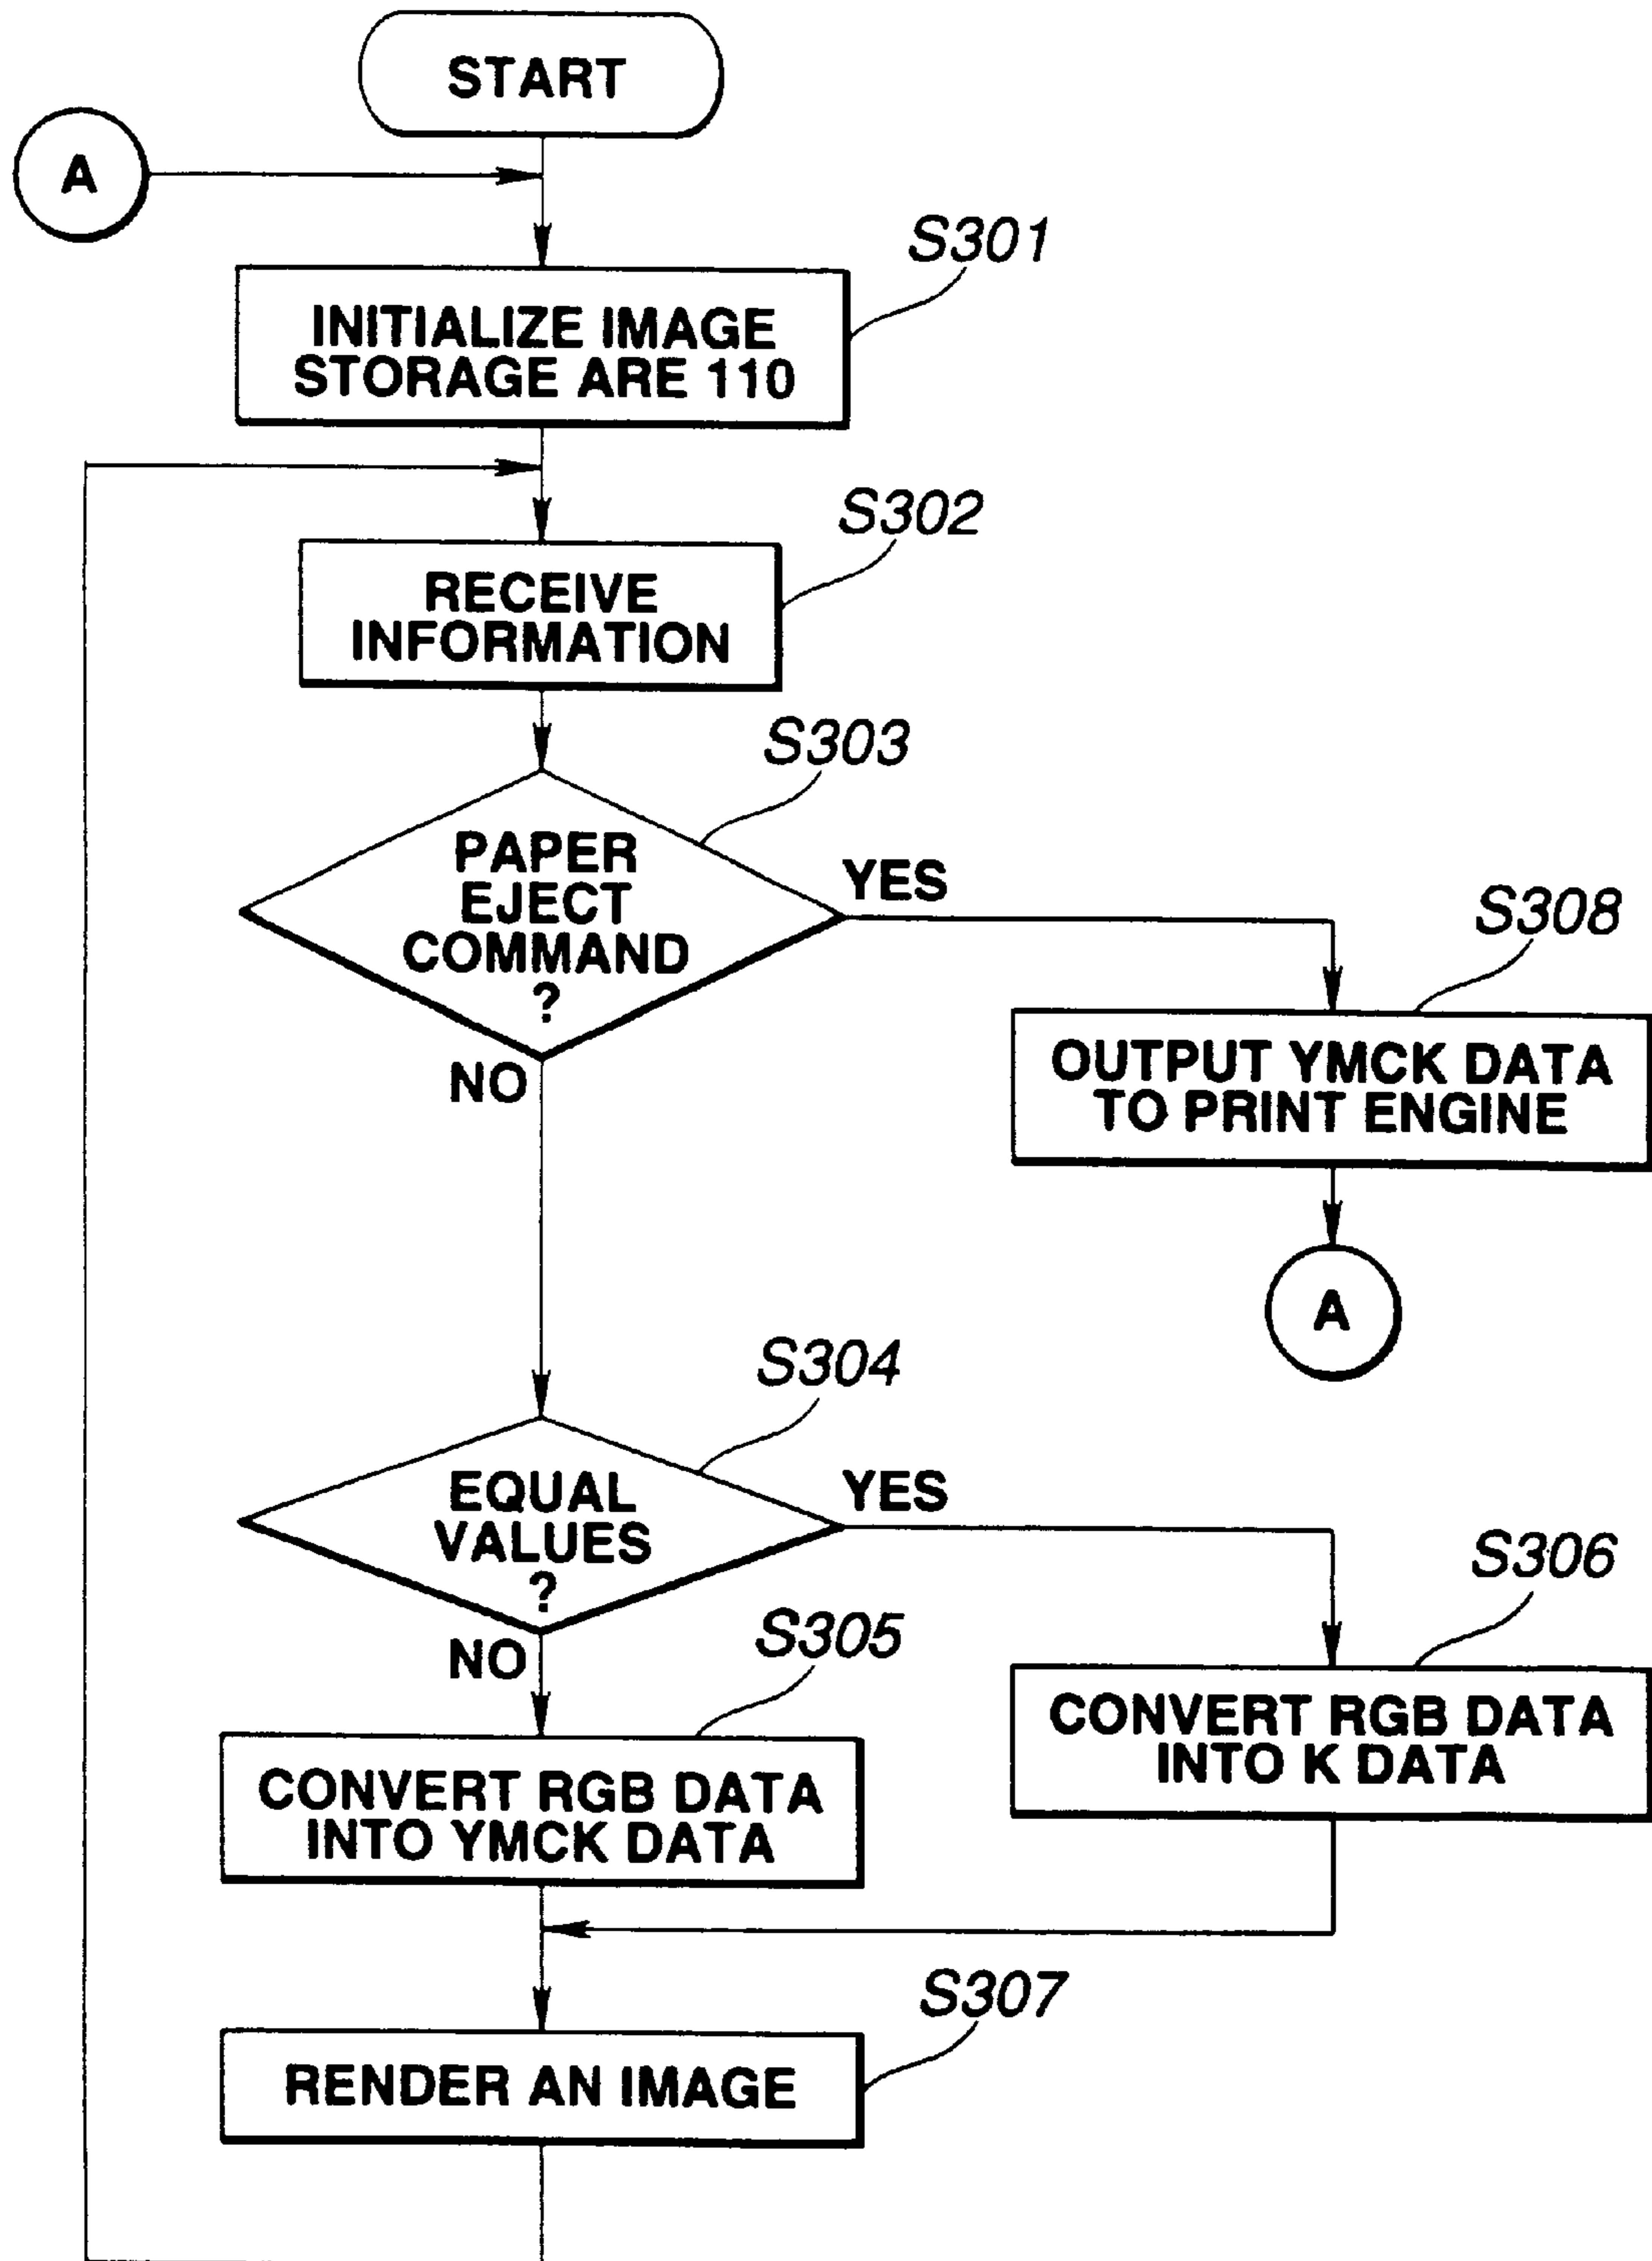 START
A
S301
INITIALIZE IMAGE
STORAGE ARE 110
S302
RECEIVE
INFORMATION
S303
PAPER
EJECT
COMMAND
?
YES
NO
S308
OUTPUT YMCK DATA
TO PRINT ENGINE
A
S304
EQUAL
VALUES
?
YES
NO
S305
CONVERT RGB DATA
INTO YMCK DATA
S306
CONVERT RGB DATA
INTO K DATA
S307
RENDER AN IMAGE